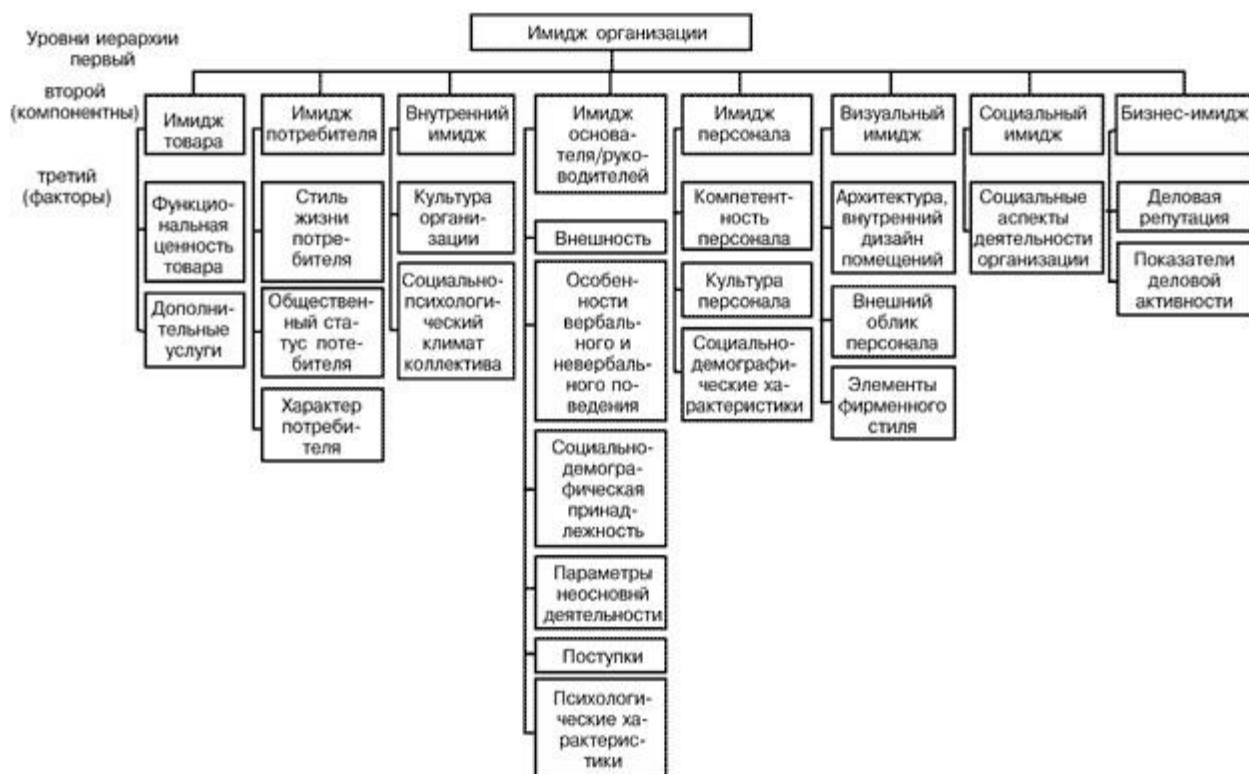 Имидж организации
Уровни иерархии
первый
второй
(компонентны)
третий
(факторы)
Имидж
товара
Функцио-
нальная
ценность
товара
Дополни-
тельные
услуги
Имидж
потребителя
Стиль
жизни
потре-
бителя
Обществен-
ный ста-
тус потe-
бителя
Характер
потреби-
теля
Внутренний
имидж
Культура
органи-
зации
Социально-
психологи-
ческий
климат
коллектива
Имидж
основа-
теля/руко-
водителей
Внешность
Особен-
ности
вербаль-
ного и
невербаль-
ного по-
ведения
Социально-
демогра-
фическая
принад-
лежность
Параметры
неосновнй
деятельности
Поступки
Психологи-
ческие ха-
рактерис-
тики
Имидж
персонала
Компетент-
ность
персонала
Культура
персонала
Социально-
демографи-
ческие ха-
рактеристики
Визуальный
имидж
Архитектура,
внутренний
дизайн
помещений
Внешний
облик
персонала
Элементы
фирменного
стиля
Социальный
имидж
Социальные
аспекты
деятельности
организации
Бизнес-имидж
Деловая
репутация
Показатели
деловой
активности